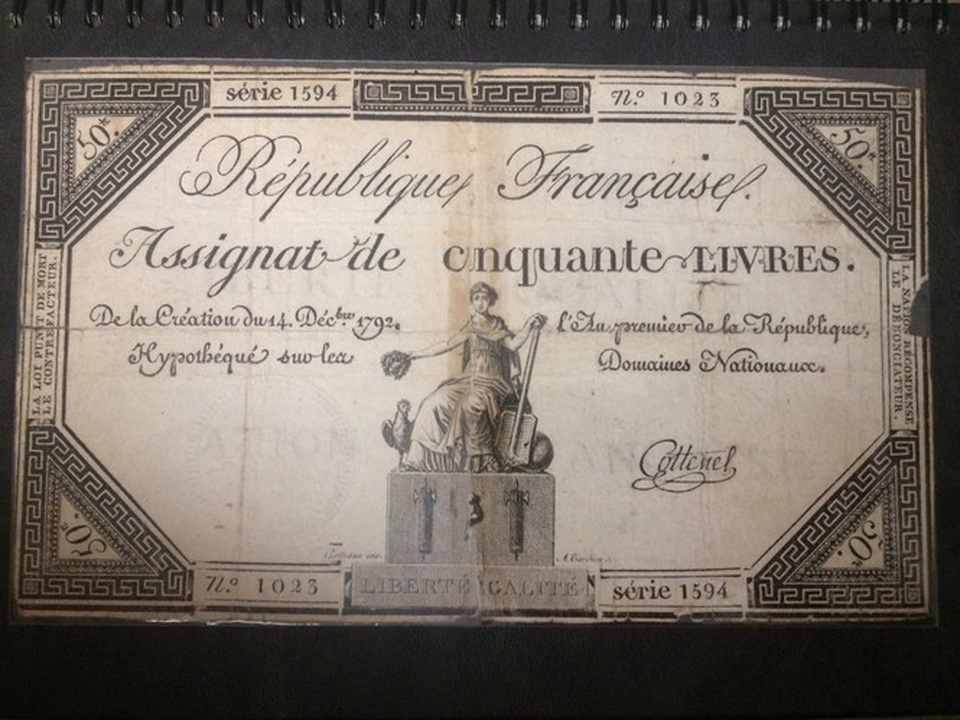 série 1594
N.º 1023
50.ᵗ
50.ᵗ
République Française.
Assignat de cinquante LIVRES.
De la Création du 14. Déc.bre 1792, l'An premier de la République,
Hypothéqué sur les Domaines Nationaux.
LA LOI PUNIT DE MORT
LE CONTREFACTEUR.
LA NATION RÉCOMPENSE
LE DÉNONCIATEUR.
Cottenel
50.ᵗ
50.ᵗ
N.º 1023
LIBERTÉ EGALITÉ
série 1594